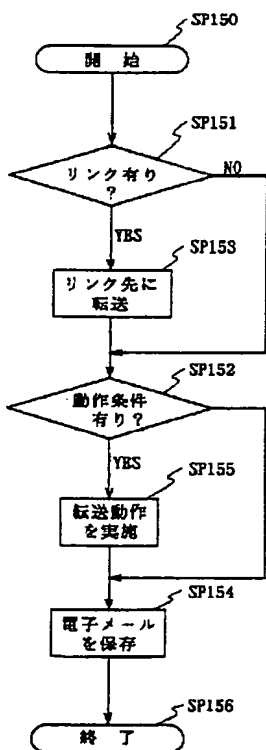 SP150
開 始
SP151
リンク有り
?
NO
YES
SP153
リンク先に
転送
SP152
動作条件
有り?
YES
SP155
転送動作
を実施
SP154
電子メール
を保存
SP156
終 了